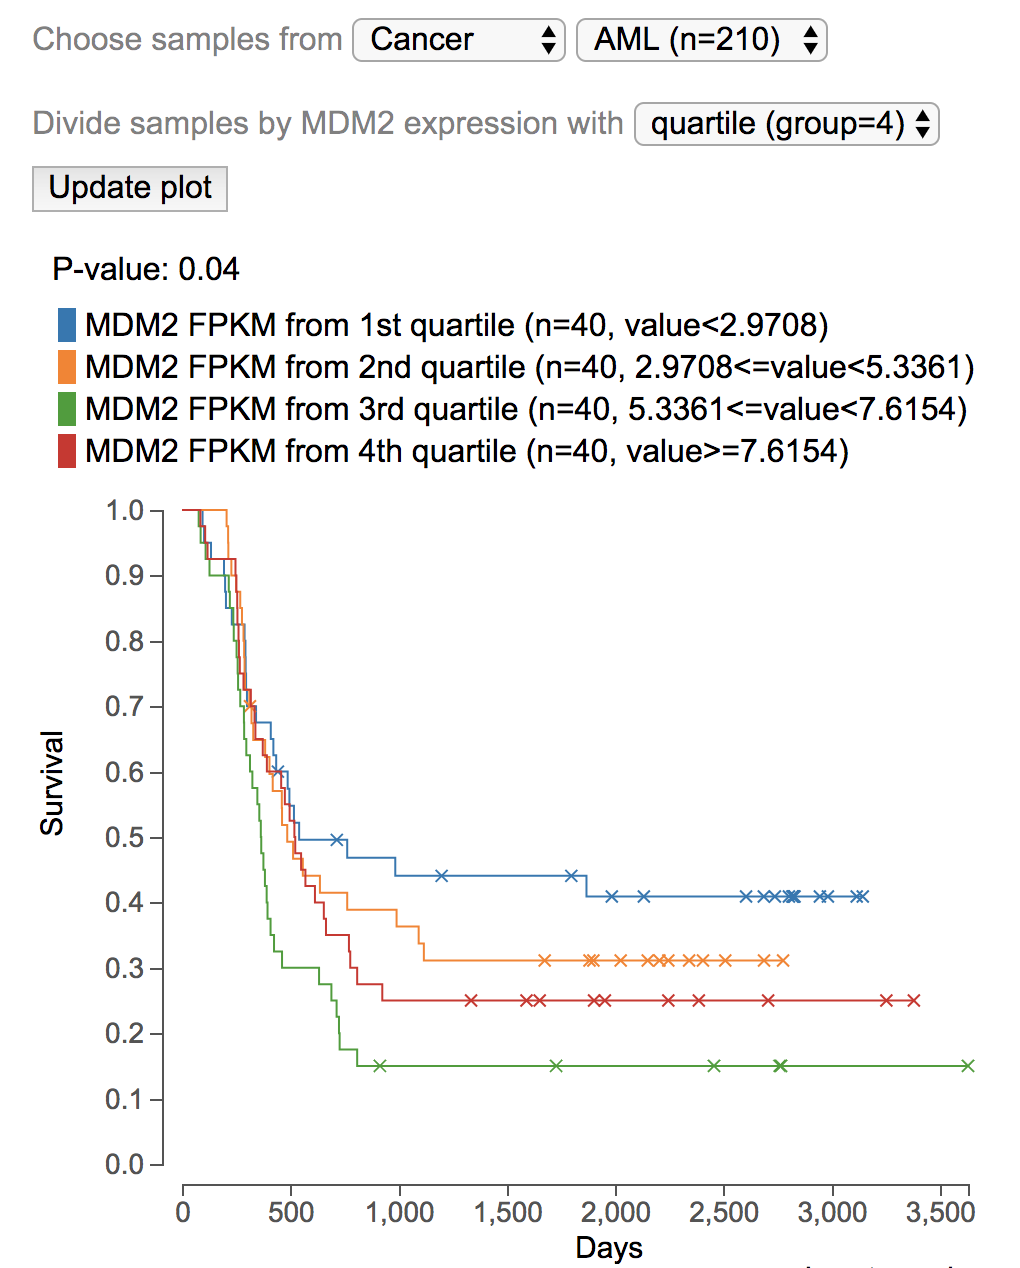 Choose samples from Cancer AML (n=210)
Divide samples by MDM2 expression with quartile (group=4)
Update plot
P-value: 0.04
MDM2 FPKM from 1st quartile (n=40, value<2.9708)
MDM2 FPKM from 2nd quartile (n=40, 2.9708<=value<5.3361)
MDM2 FPKM from 3rd quartile (n=40, 5.3361<=value<7.6154)
MDM2 FPKM from 4th quartile (n=40, value>=7.6154)
1.0
0.9
0.8
0.7
0.6
0.5
0.4
0.3
0.2
0.1
0.0
Survival
0 500 1,000 1,500 2,000 2,500 3,000 3,500
Days